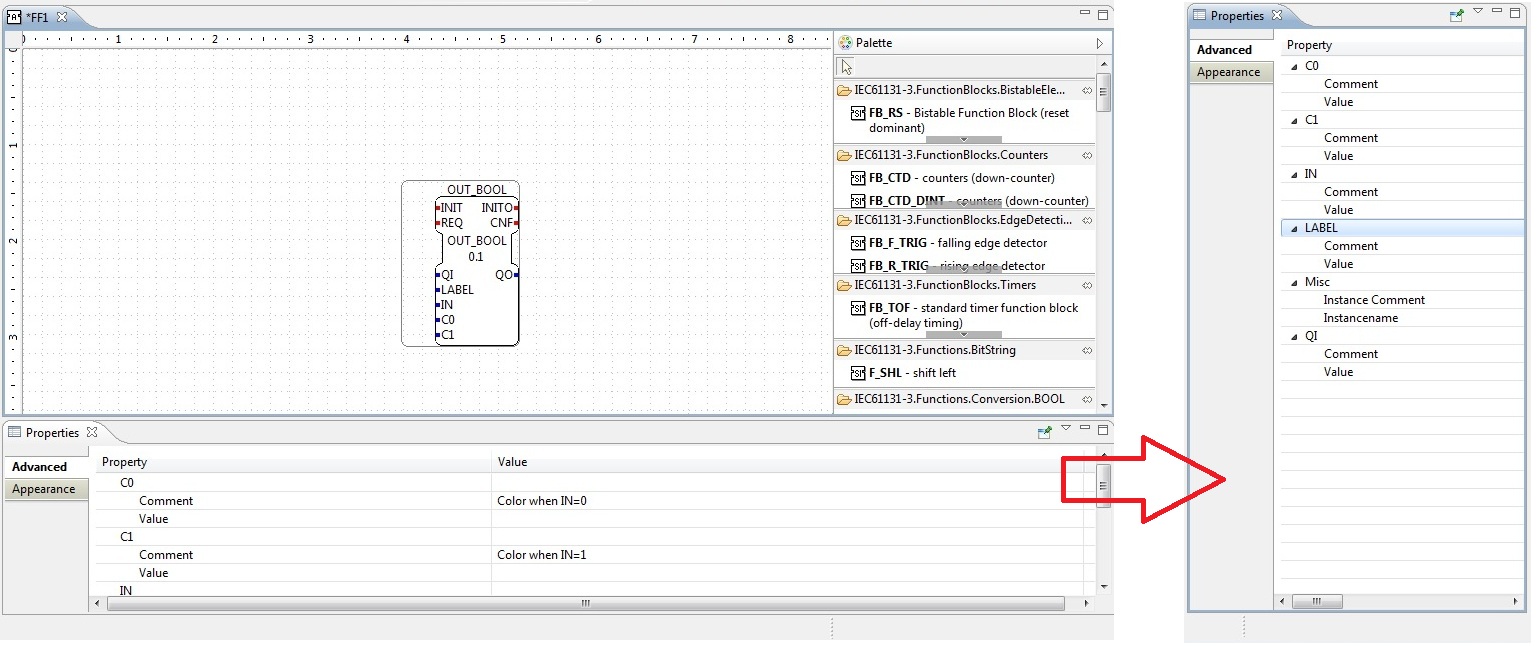 *FF1
1 2 3 4 5 6 7 8
0
1
2
3
OUT_BOOL
INIT INITO
REQ CNF
OUT_BOOL
0.1
QI QO
LABEL
IN
C0
C1
Palette
IEC61131-3.FunctionBlocks.BistableEle...
FB_RS - Bistable Function Block (reset
dominant)
IEC61131-3.FunctionBlocks.Counters
FB_CTD - counters (down-counter)
FB_CTD_DINT - counters (down-counter)
IEC61131-3.FunctionBlocks.EdgeDetecti...
FB_F_TRIG - falling edge detector
FB_R_TRIG - rising edge detector
IEC61131-3.FunctionBlocks.Timers
FB_TOF - standard timer function block
(off-delay timing)
IEC61131-3.Functions.BitString
F_SHL - shift left
IEC61131-3.Functions.Conversion.BOOL
Properties
Advanced
Appearance
Property Value
C0
Comment Color when IN=0
Value
C1
Comment Color when IN=1
Value
IN
Properties
Advanced
Appearance
Property
C0
Comment
Value
C1
Comment
Value
IN
Comment
Value
LABEL
Comment
Value
Misc
Instance Comment
Instancename
QI
Comment
Value